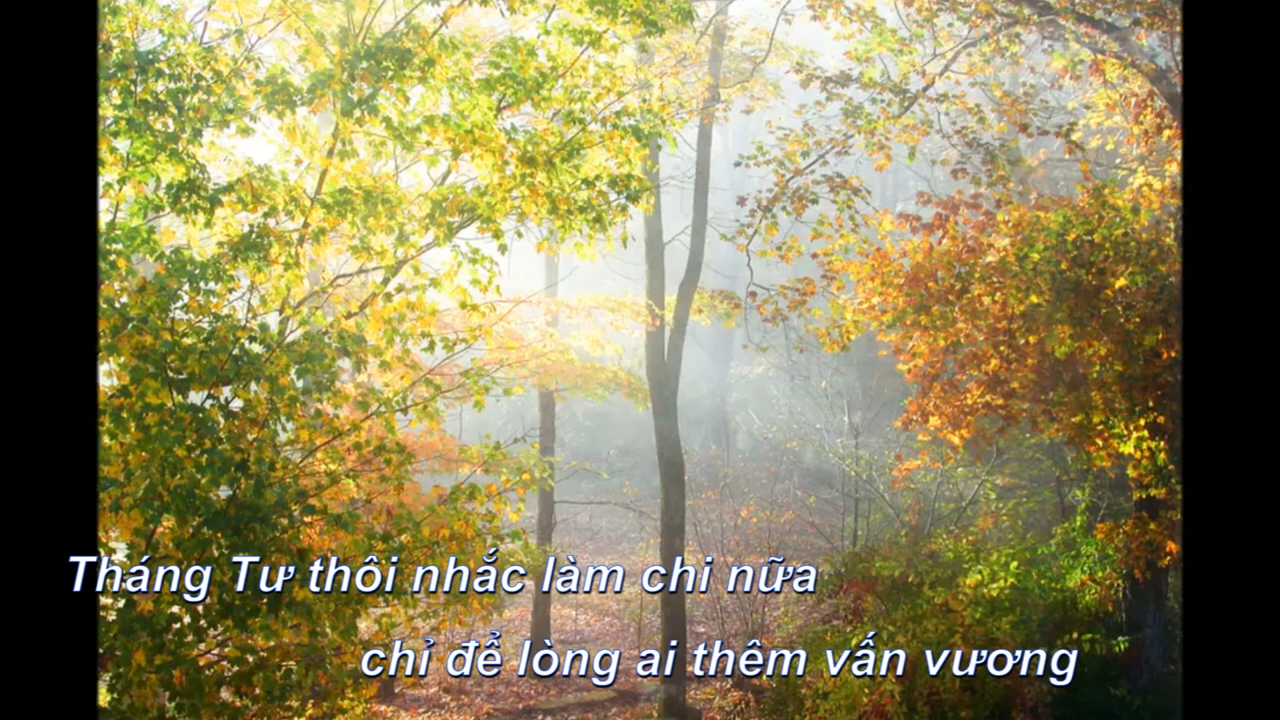 Tháng Tư thôi nhắc làm chi nữa
chỉ để lòng ai thêm vấn vương